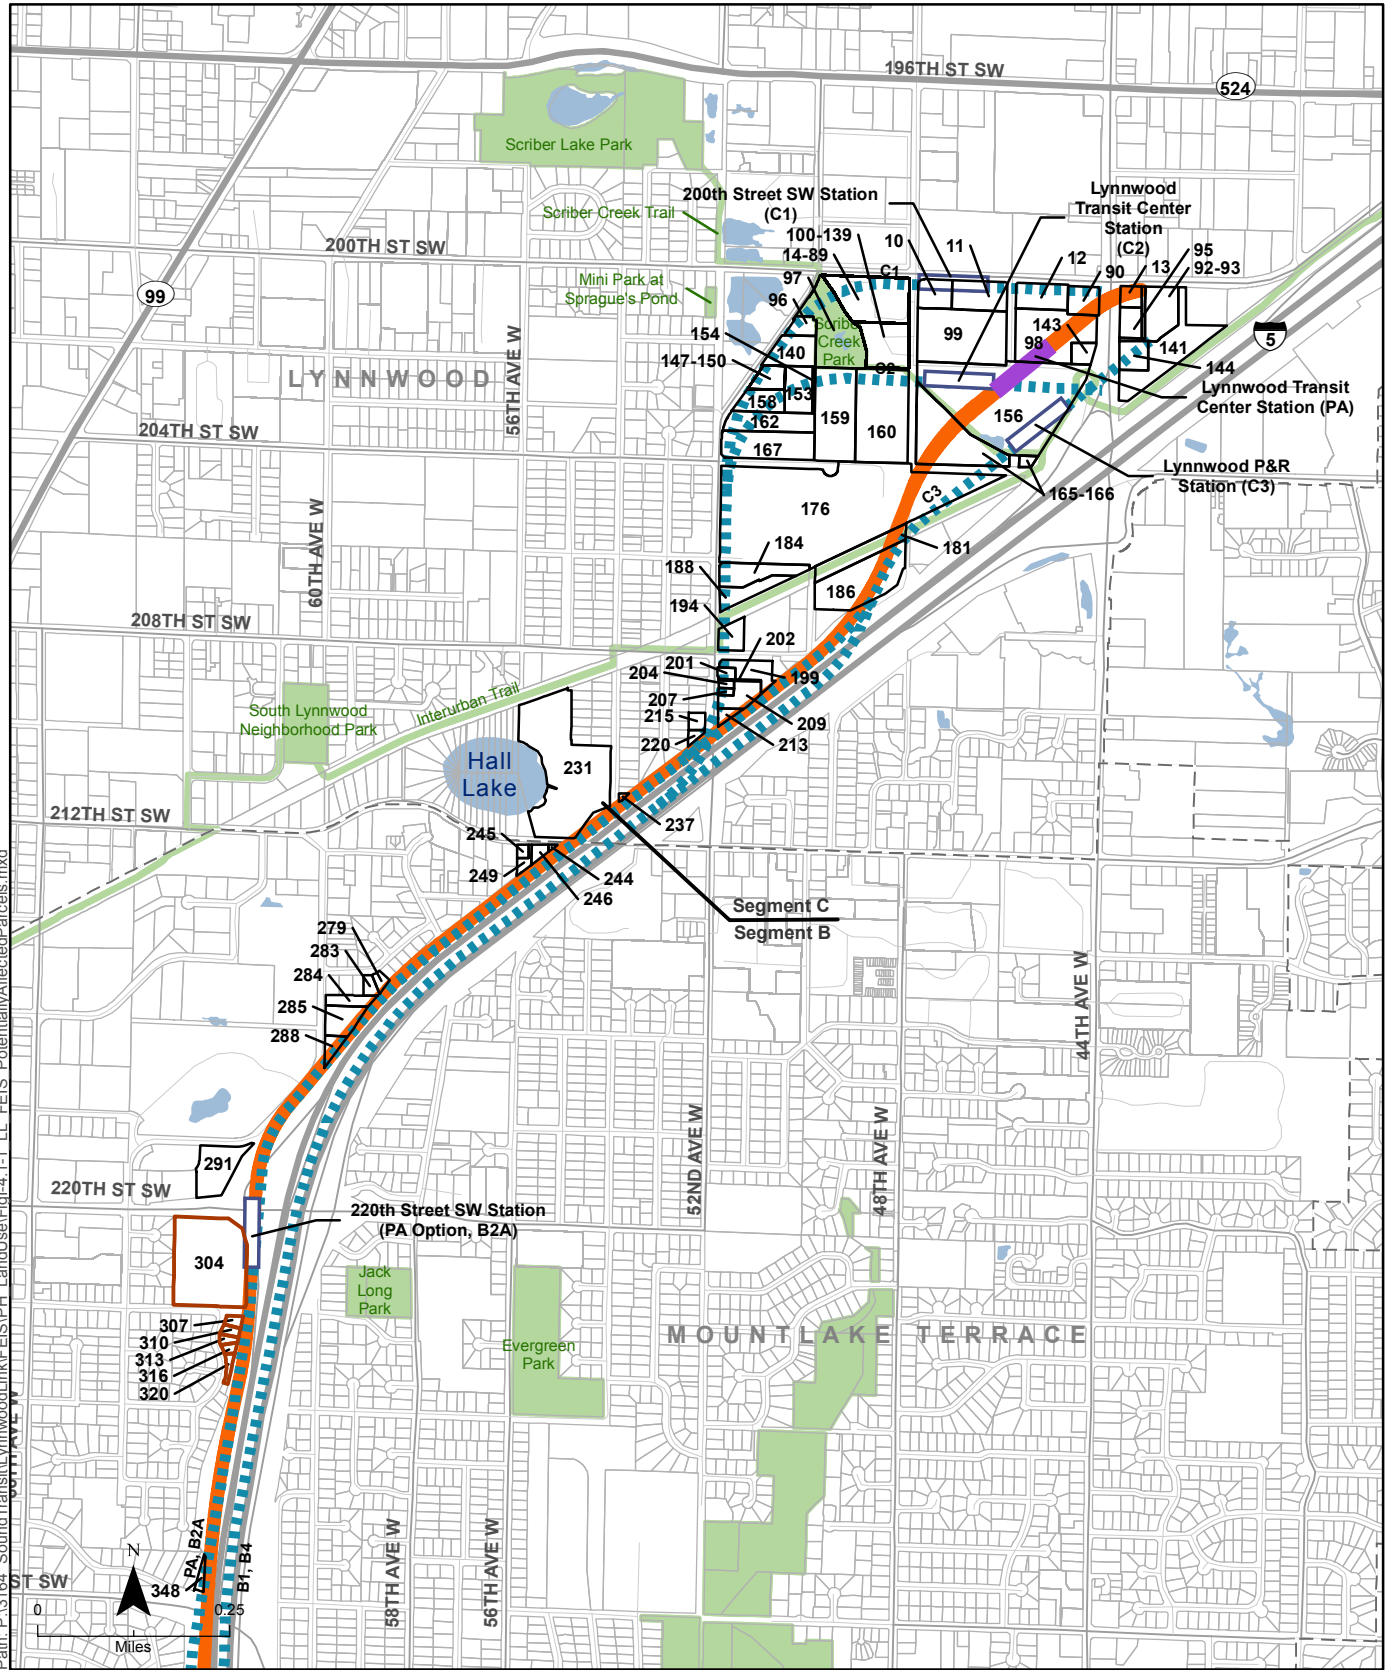 196TH ST SW
524
Scriber Lake Park
200th Street SW Station
(C1)
Lynnwood
Transit Center
Station
(C2)
Scriber Creek Trail
100-139
10
11
200TH ST SW
14-89
C1
12
95
13
92-93
90
97
Mini Park at
Sprague's Pond
99
96
Scriber
Creek
Park
154
99
143
98
141
5
147-150
140
C2
144
LYNNWOOD
56TH AVE W
153
158
Lynnwood Transit
Center Station (PA)
162
159
160
156
204TH ST SW
167
Lynnwood P&R
Station (C3)
C3
165-166
176
60TH AVE W
184
181
188
186
194
208TH ST SW
202
201
199
204
207
Interurban Trail
South Lynnwood
Neighborhood Park
215
209
220
213
Hall
Lake
231
212TH ST SW
237
245
249
244
246
Segment C
Segment B
279
283
284
285
288
44TH AVE W
52ND AVE W
48TH AVE W
291
220TH ST SW
220th Street SW Station
(PA Option, B2A)
304
Jack
Long
Park
307
310
313
316
320
MOUNTLAKE TERRACE
Evergreen
Park
PA, B2A
B1, B4
58TH AVE W
56TH AVE W
N
348
ST SW
0
0.25
Miles